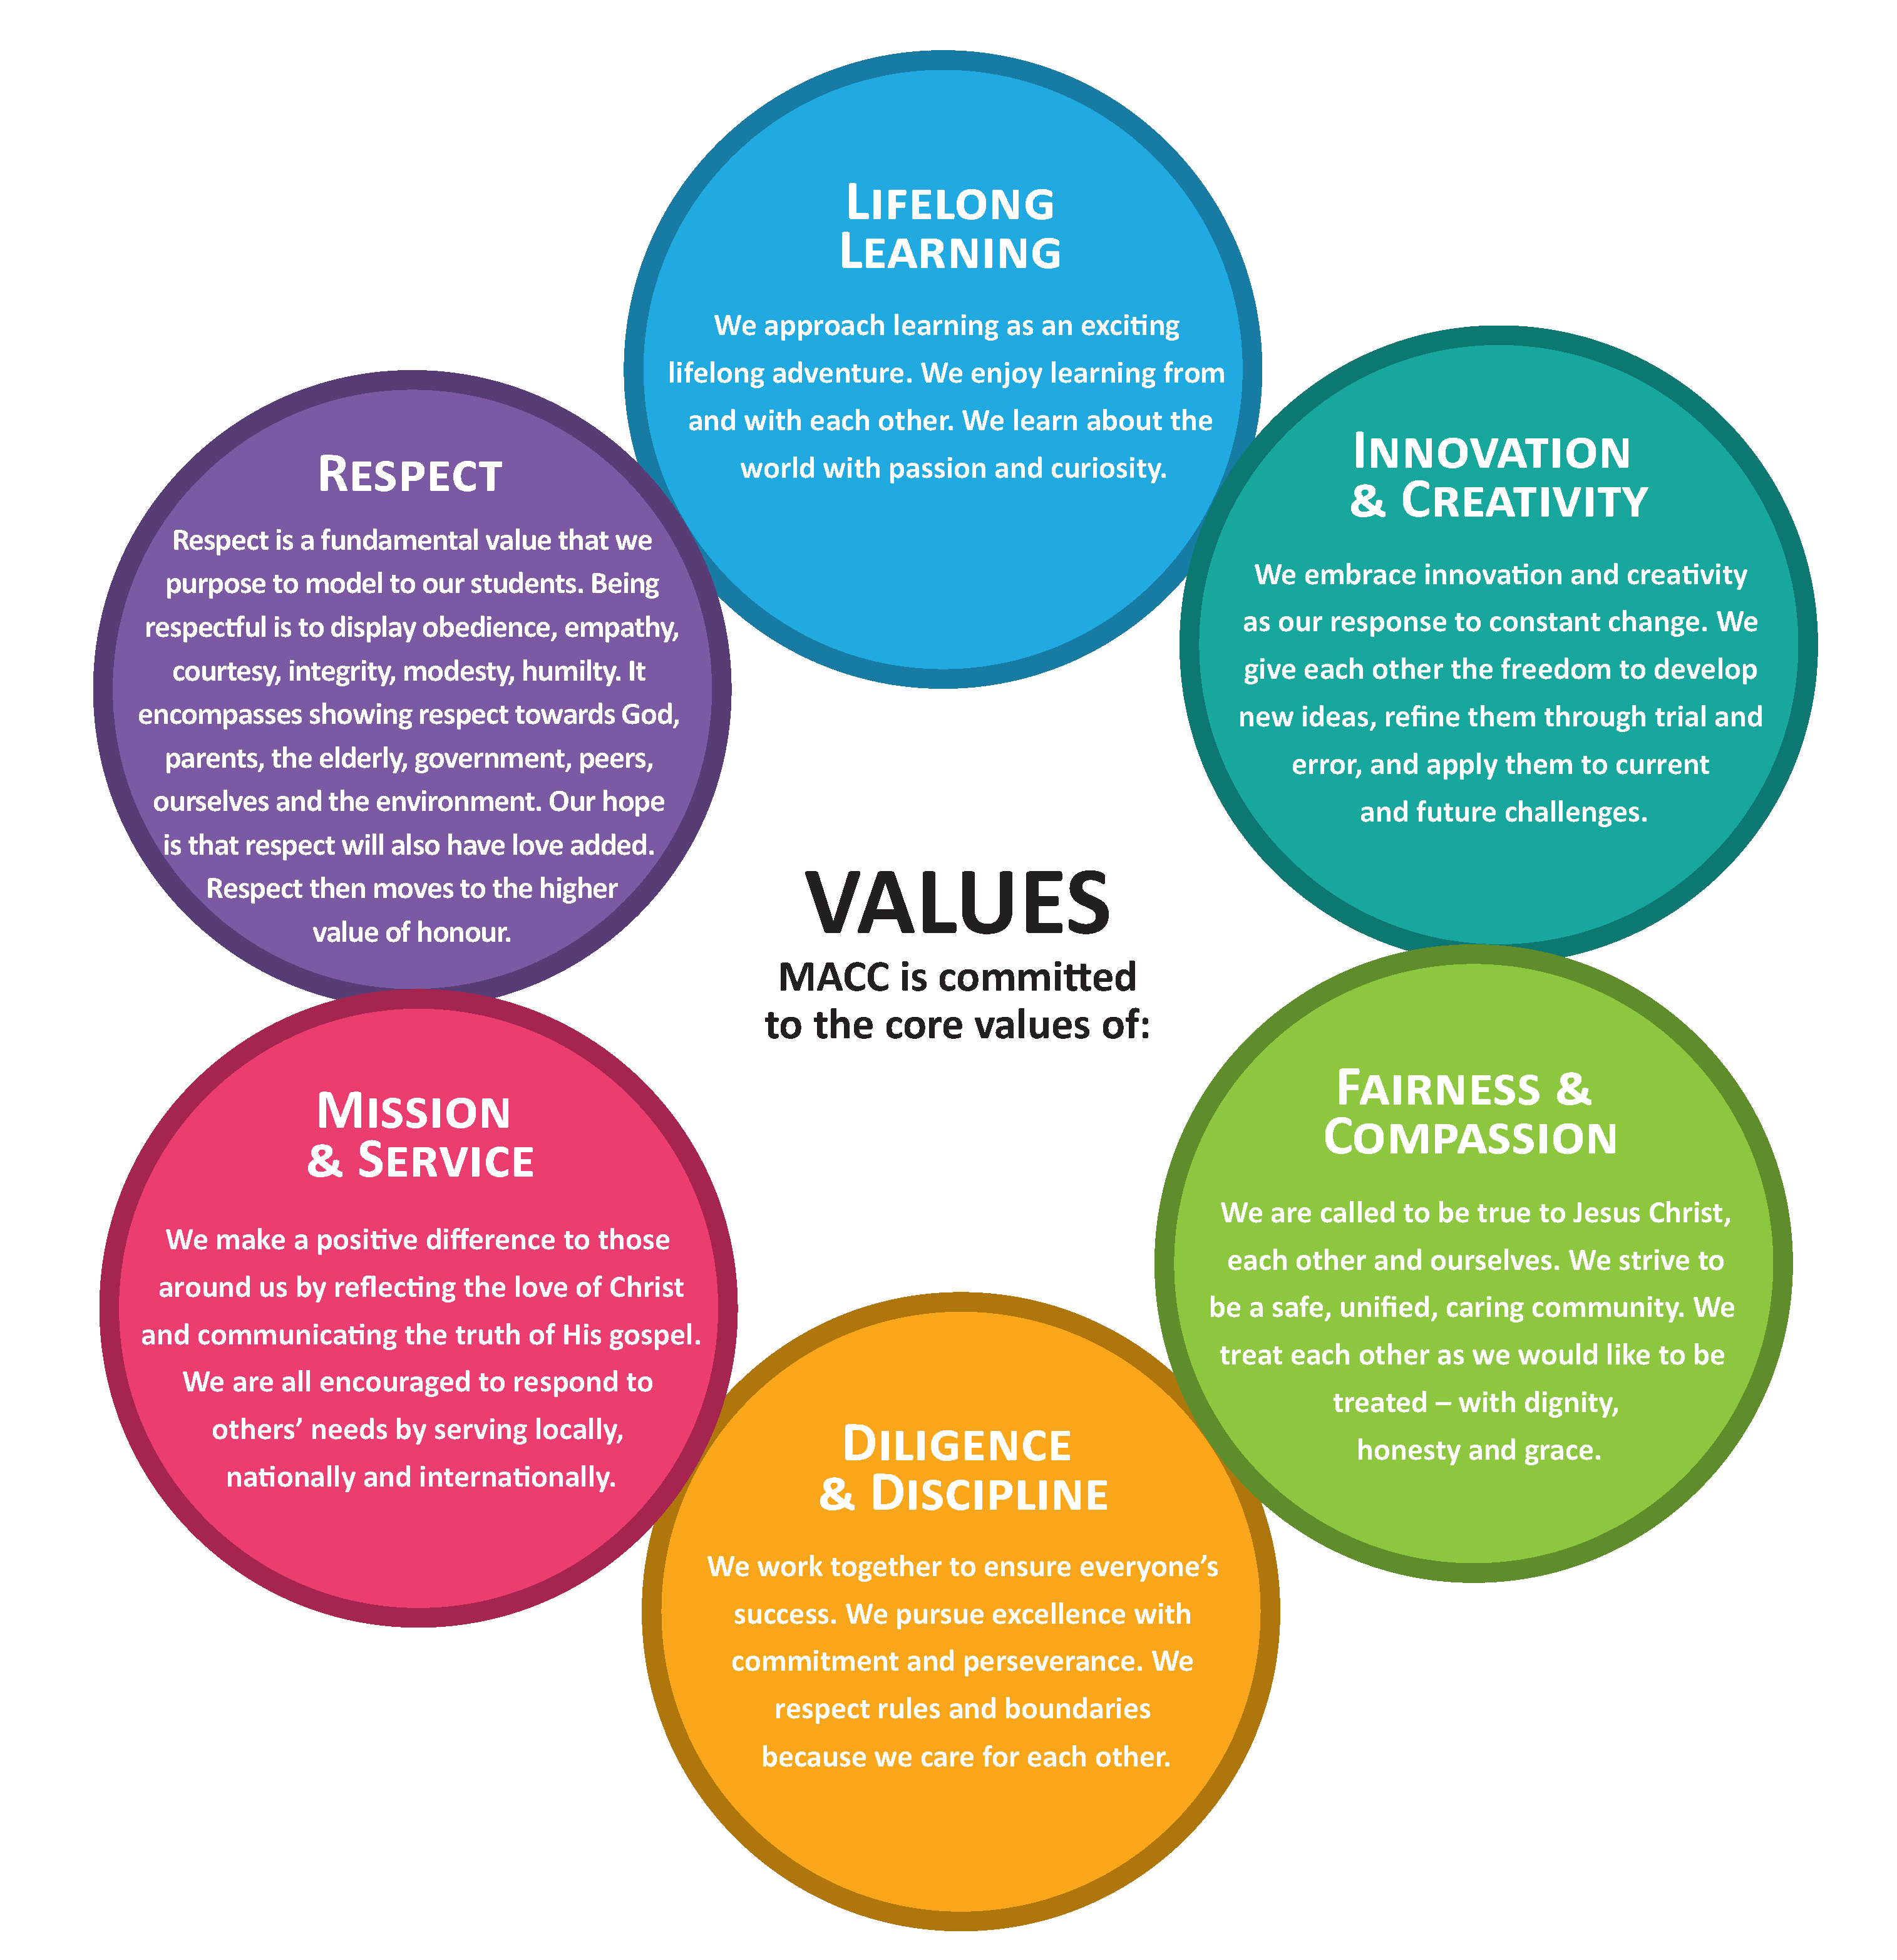 LIFELONG
LEARNING
We approach learning as an exciting
lifelong adventure. We enjoy learning from
and with each other. We learn about the
world with passion and curiosity.
INNOVATION
& CREATIVITY
We embrace innovation and creativity
as our response to constant change. We
give each other the freedom to develop
new ideas, refine them through trial and
error, and apply them to current
and future challenges.
RESPECT
Respect is a fundamental value that we
purpose to model to our students. Being
respectful is to display obedience, empathy,
courtesy, integrity, modesty, humilty. It
encompasses showing respect towards God,
parents, the elderly, government, peers,
ourselves and the environment. Our hope
is that respect will also have love added.
Respect then moves to the higher
value of honour.
VALUES
MACC is committed
to the core values of:
FAIRNESS &
COMPASSION
We are called to be true to Jesus Christ,
each other and ourselves. We strive to
be a safe, unified, caring community. We
treat each other as we would like to be
treated – with dignity,
honesty and grace.
MISSION
& SERVICE
We make a positive difference to those
around us by reflecting the love of Christ
and communicating the truth of His gospel.
We are all encouraged to respond to
others’ needs by serving locally,
nationally and internationally.
DILIGENCE
& DISCIPLINE
We work together to ensure everyone’s
success. We pursue excellence with
commitment and perseverance. We
respect rules and boundaries
because we care for each other.